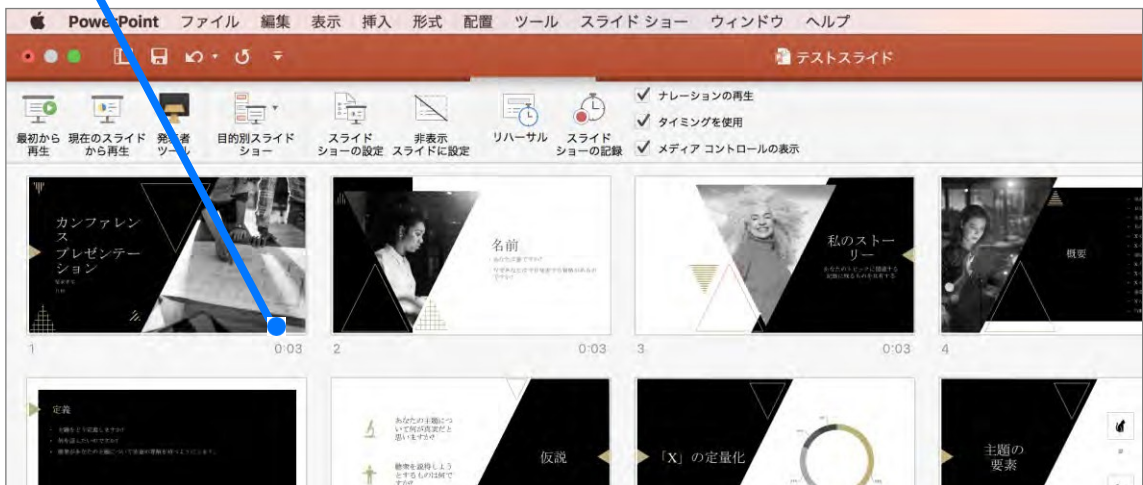 PowerPoint ファイル 編集 表示 挿入 形式 配置 ツール スライド ショー ウィンドウ ヘルプ
テストスライド
最初から
再生
現在のスライド
から再生
発表者
ツール
目的別スライド
ショー
スライド
ショーの設定
非表示
スライドに設定
リハーサル
スライド
ショーの記録
ナレーションの再生
タイミングを使用
メディア コントロールの表示
カンファレン
ス
プレゼンテー
ション
1 0:03
名前
2 0:03
私のストー
リー
3 0:03
概要
4
定義
あなたの主題につ
いて何が真実だと
思いますか?
聴衆を説得しよう
とするものは何で
すか?
仮説
「X」の定量化
主題の
要素